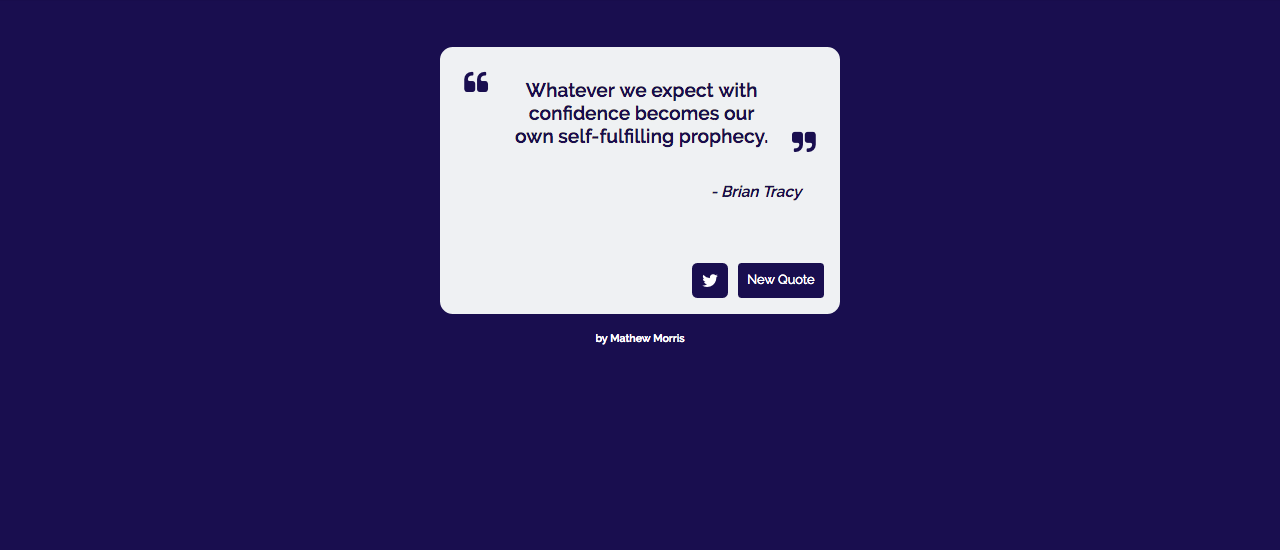 Whatever we expect with
confidence becomes our
own self-fulfilling prophecy.
- Brian Tracy
New Quote
by Mathew Morris